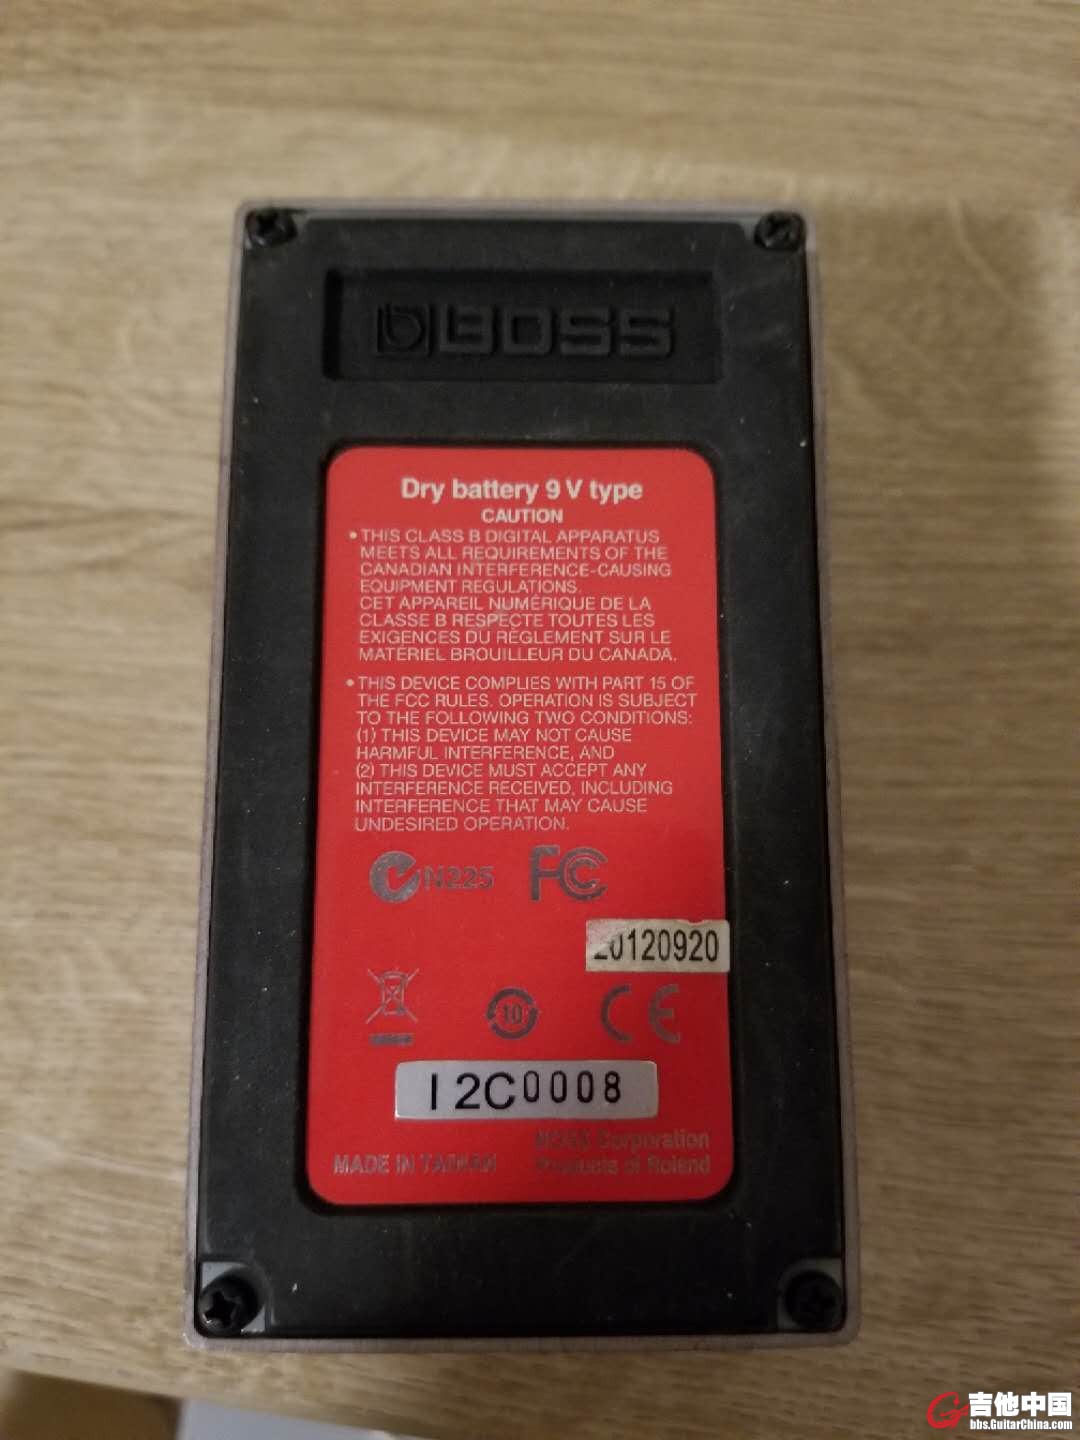 BOSS
Dry battery 9 V type
CAUTION
• THIS CLASS B DIGITAL APPARATUS
MEETS ALL REQUIREMENTS OF THE
CANADIAN INTERFERENCE-CAUSING
EQUIPMENT REGULATIONS.
CET APPAREIL NUMÉRIQUE DE LA
CLASSE B RESPECTE TOUTES LES
EXIGENCES DU RÈGLEMENT SUR LE
MATÉRIEL BROUILLEUR DU CANADA.
• THIS DEVICE COMPLIES WITH PART 15 OF
THE FCC RULES. OPERATION IS SUBJECT
TO THE FOLLOWING TWO CONDITIONS:
(1) THIS DEVICE MAY NOT CAUSE
HARMFUL INTERFERENCE, AND
(2) THIS DEVICE MUST ACCEPT ANY
INTERFERENCE RECEIVED, INCLUDING
INTERFERENCE THAT MAY CAUSE
UNDESIRED OPERATION.
N225 FC
20120920
10 CE
I2C0008
BOSS Corporation
MADE IN TAIWAN Products of Roland
吉他中国
bbs.GuitarChina.com